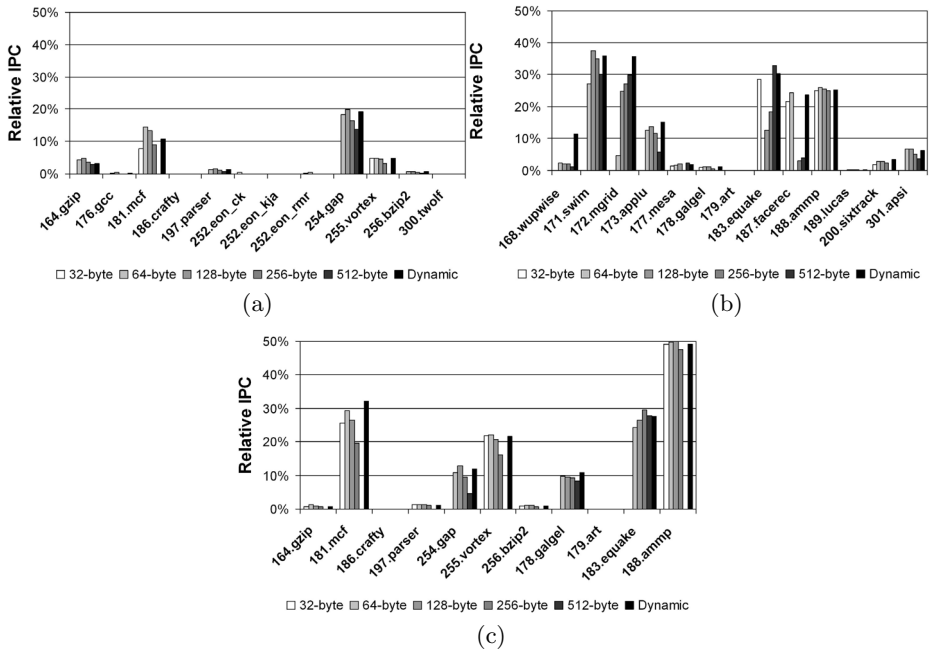 50%
40%
30%
20%
10%
0%
Relative IPC
164.gzip
176.gcc
181.mcf
186.crafty
197.parser
252.eon_ck
252.eon_kja
252.eon_rmr
254.gap
255.vortex
256.bzip2
300.twolf
32-byte 64-byte 128-byte 256-byte 512-byte Dynamic
(a)
50%
40%
30%
20%
10%
0%
Relative IPC
168.wupwise
171.swim
172.mgrid
173.applu
177.mesa
178.galgel
179.art
183.equake
187.facerec
188.ammp
189.lucas
200.sixtrack
301.apsi
32-byte 64-byte 128-byte 256-byte 512-byte Dynamic
(b)
50%
40%
30%
20%
10%
0%
Relative IPC
164.gzip
181.mcf
186.crafty
197.parser
254.gap
255.vortex
256.bzip2
178.galgel
179.art
183.equake
188.ammp
32-byte 64-byte 128-byte 256-byte 512-byte Dynamic
(c)